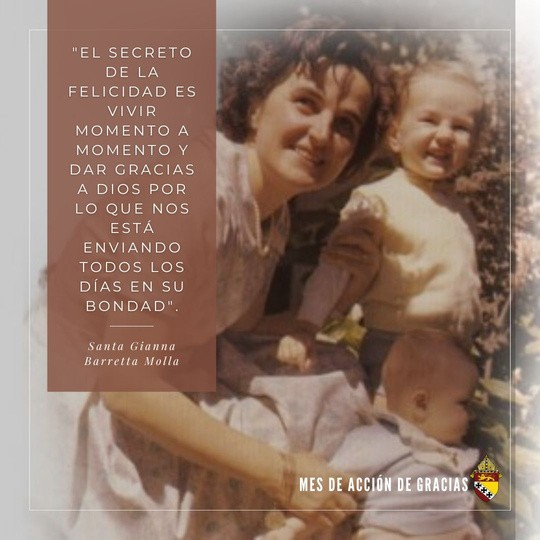 "EL SECRETO
DE LA
FELICIDAD ES
VIVIR
MOMENTO A
MOMENTO Y
DAR GRACIAS
A DIOS POR
LO QUE NOS
ESTÁ
ENVIANDO
TODOS LOS
DÍAS EN SU
BONDAD".
Santa Gianna
Barretta Molla
MES DE ACCIÓN DE GRACIAS